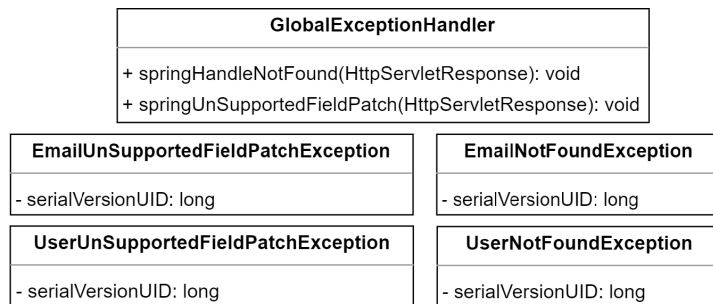 GlobalExceptionHandler
+ springHandleNotFound(HttpServletResponse): void
+ springUnSupportedFieldPatch(HttpServletResponse): void
EmailUnSupportedFieldPatchException
- serialVersionUID: long
EmailNotFoundException
- serialVersionUID: long
UserUnSupportedFieldPatchException
- serialVersionUID: long
UserNotFoundException
- serialVersionUID: long